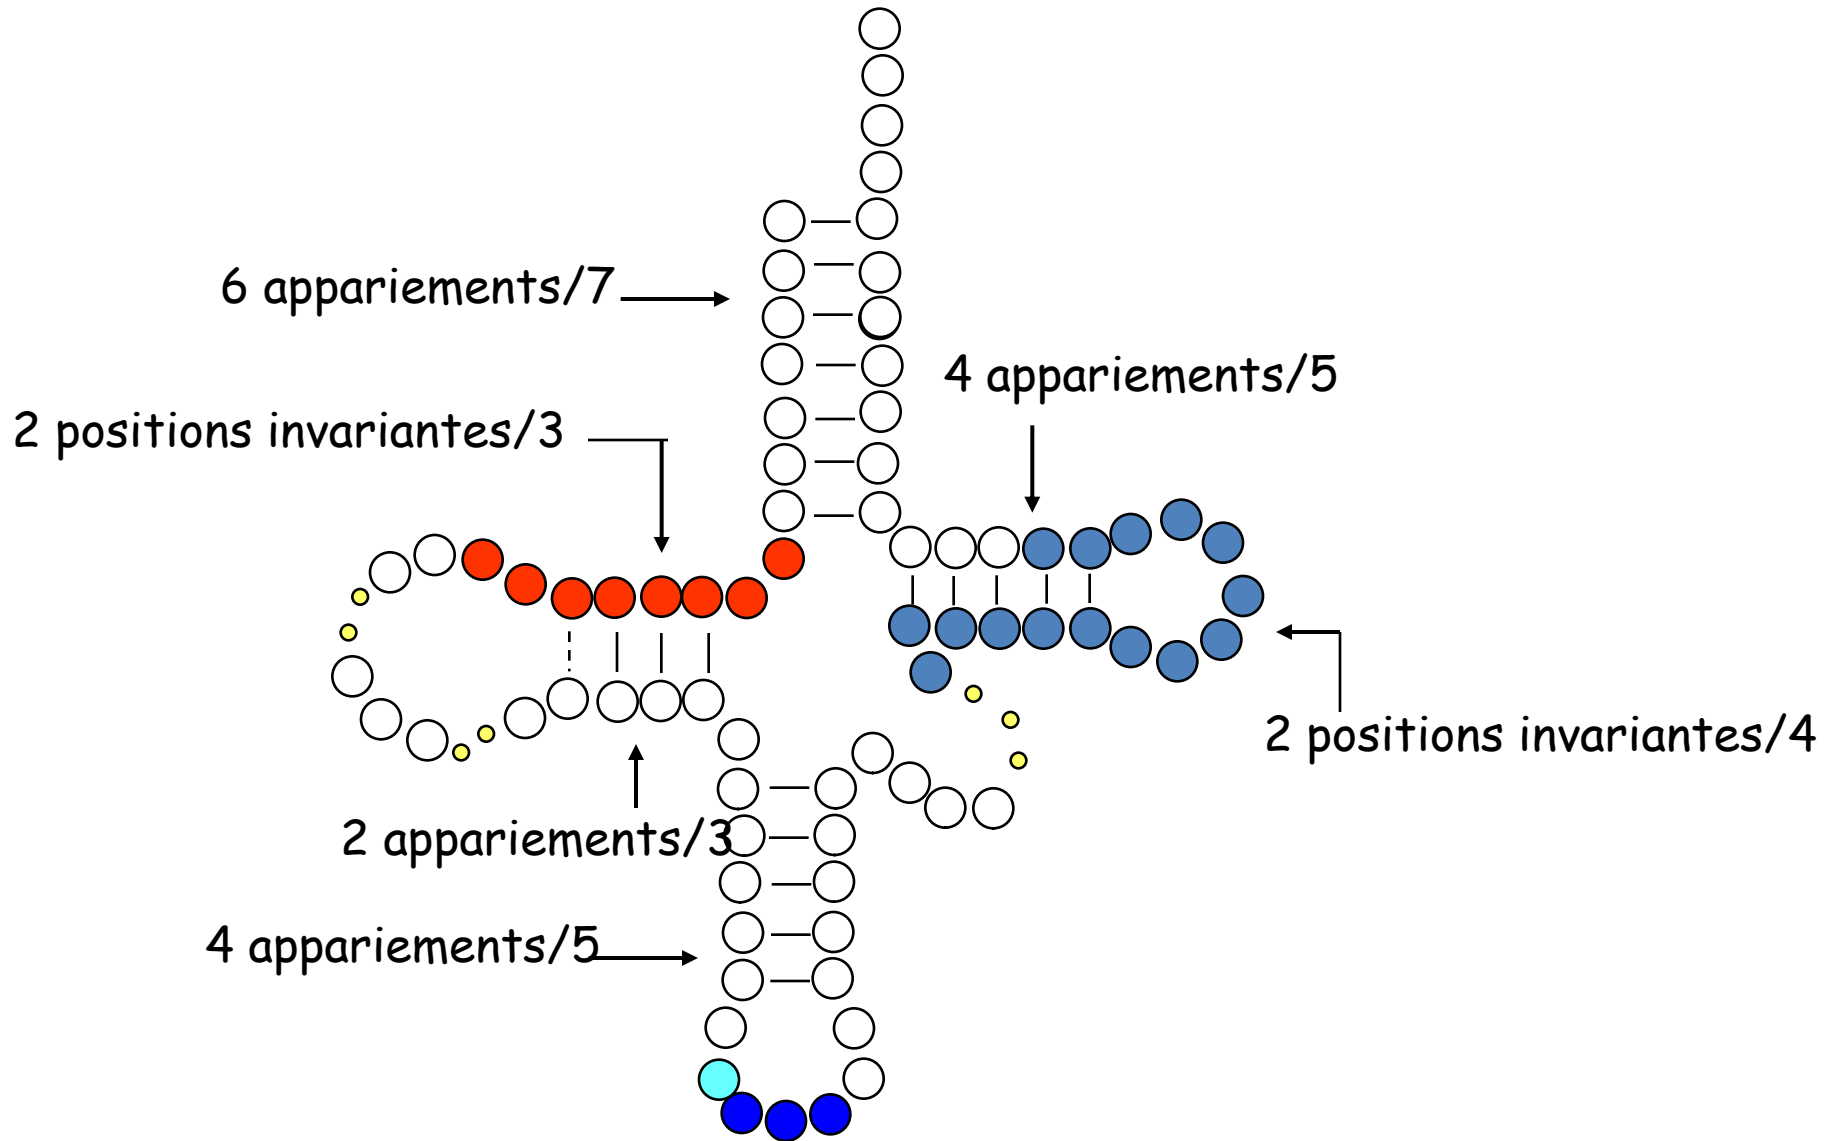 6 appariements/7
4 appariements/5
2 positions invariantes/3
2 positions invariantes/4
2 appariements/3
4 appariements/5